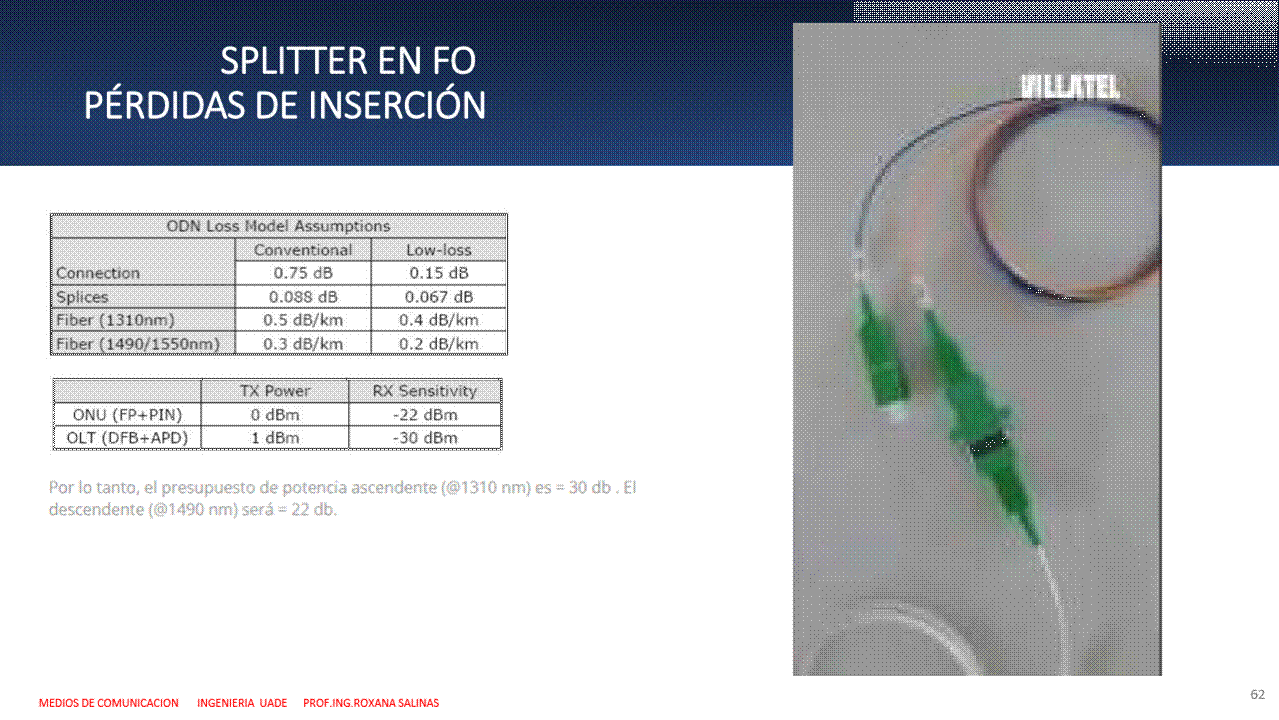 SPLITTER EN FO
PÉRDIDAS DE INSERCIÓN
VILLATEL
ODN Loss Model Assumptions
Conventional Low-loss
Connection 0.75 dB 0.15 dB
Splices 0.088 dB 0.067 dB
Fiber (1310nm) 0.5 dB/km 0.4 dB/km
Fiber (1490/1550nm) 0.3 dB/km 0.2 dB/km
TX Power RX Sensitivity
ONU (FP+PIN) 0 dBm -22 dBm
OLT (DFB+APD) 1 dBm -30 dBm
Por lo tanto, el presupuesto de potencia ascendente (@1310 nm) es = 30 db . El
descendente (@1490 nm) será = 22 db.
MEDIOS DE COMUNICACION INGENIERIA UADE PROF.ING.ROXANA SALINAS
62